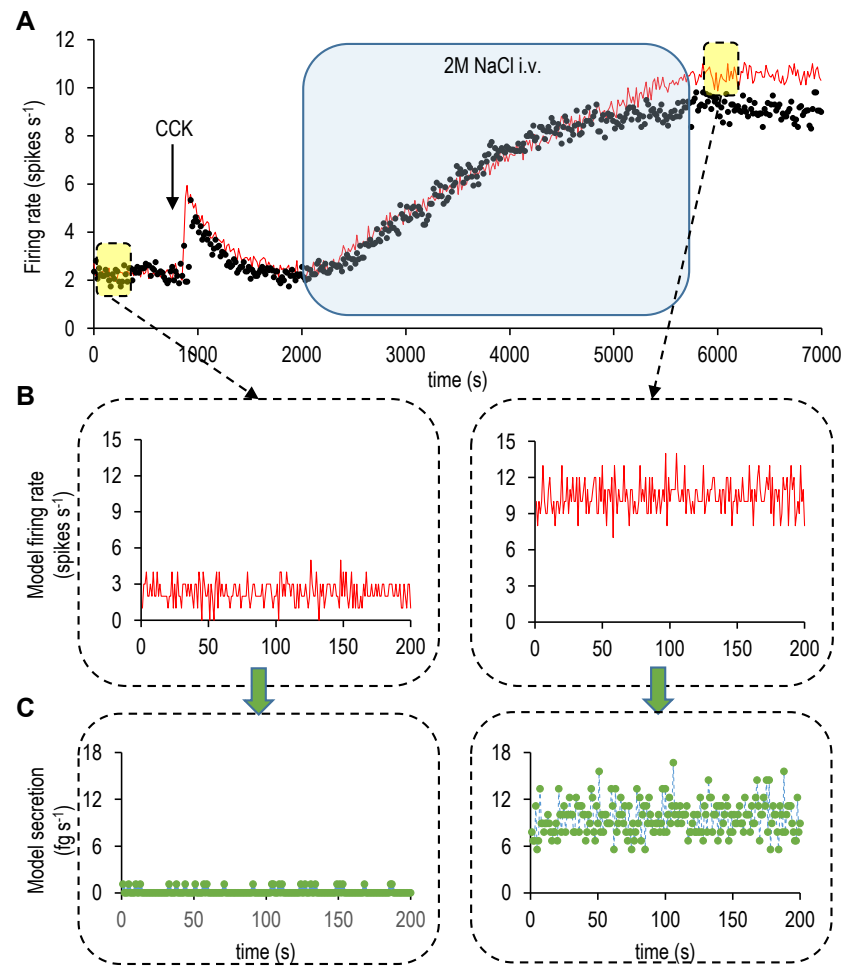 A
12
10
8
6
4
2
0
Firing rate (spikes s⁻¹)
CCK
2M NaCl i.v.
0 1000 2000 3000 4000 5000 6000 7000
time (s)
B
Model firing rate
(spikes s⁻¹)
15
12
9
6
3
0
0 50 100 150 200
15
12
9
6
3
0
0 50 100 150 200
C
Model secretion
(fg s⁻¹)
18
12
6
0
0 50 100 150 200
time (s)
18
12
6
0
0 50 100 150 200
time (s)